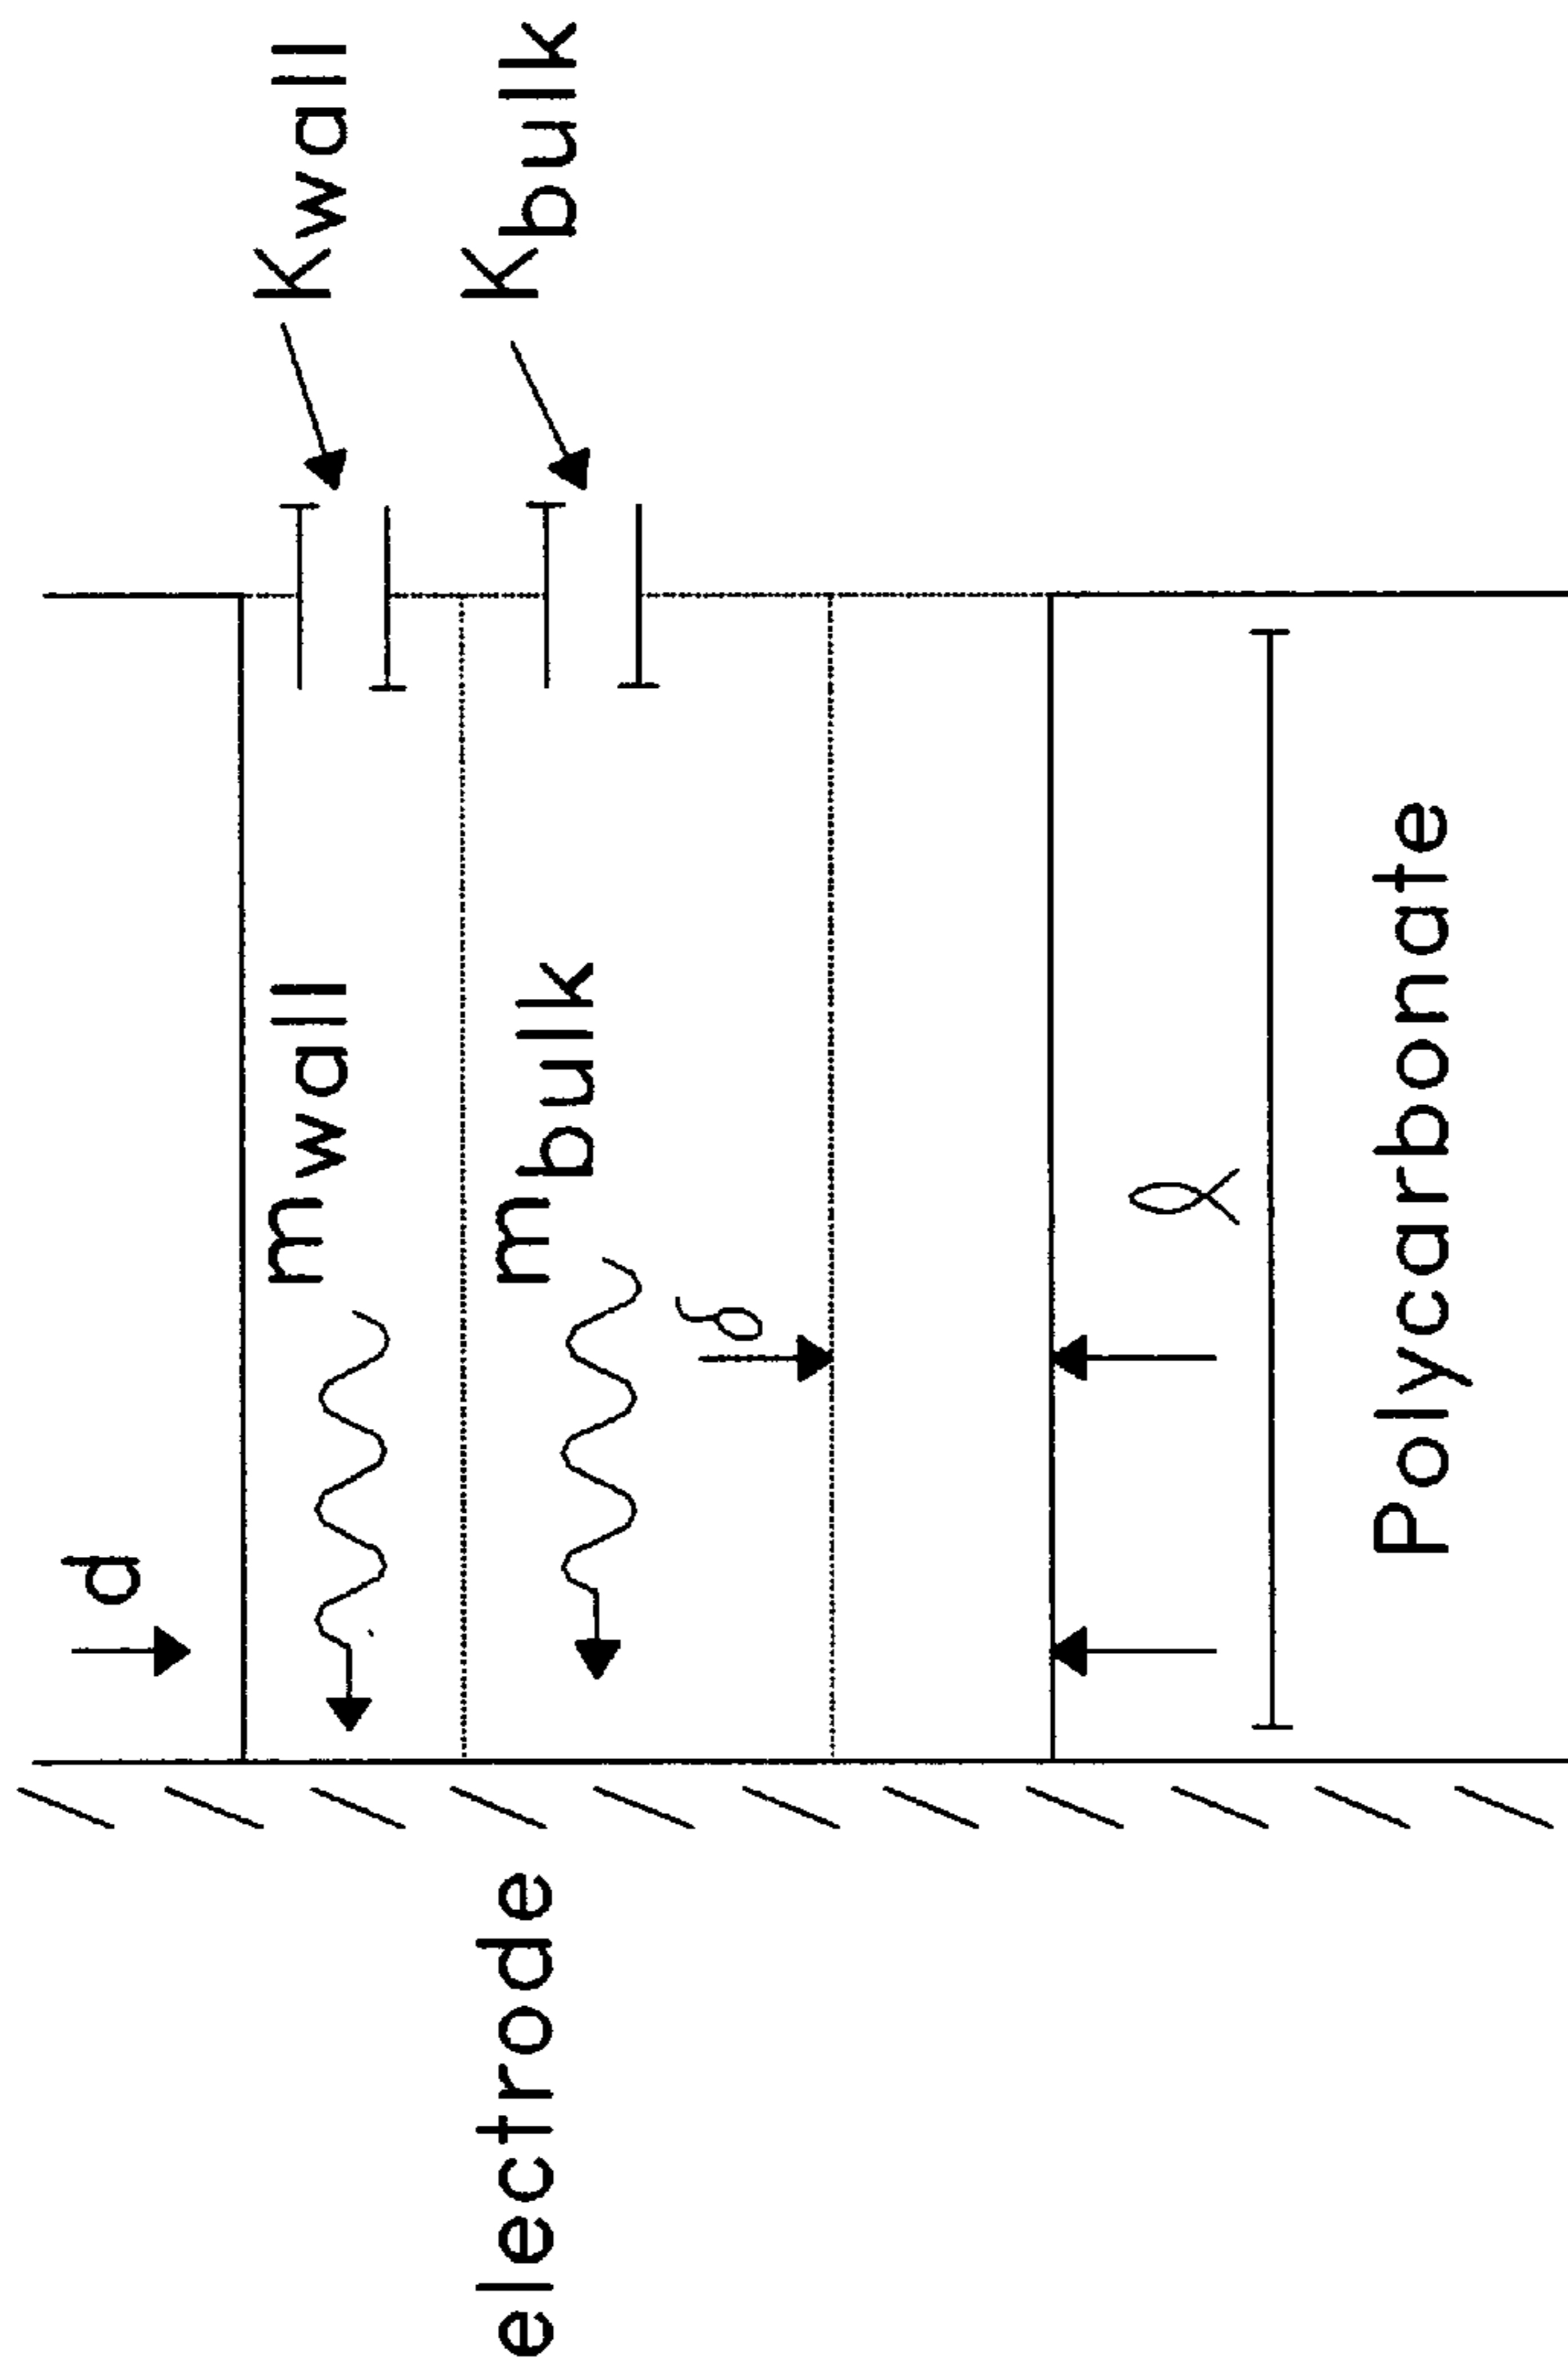 d
mwall
Kwall
electrode
mbulk
Kbulk
δ
ℓ
Polycarbonate